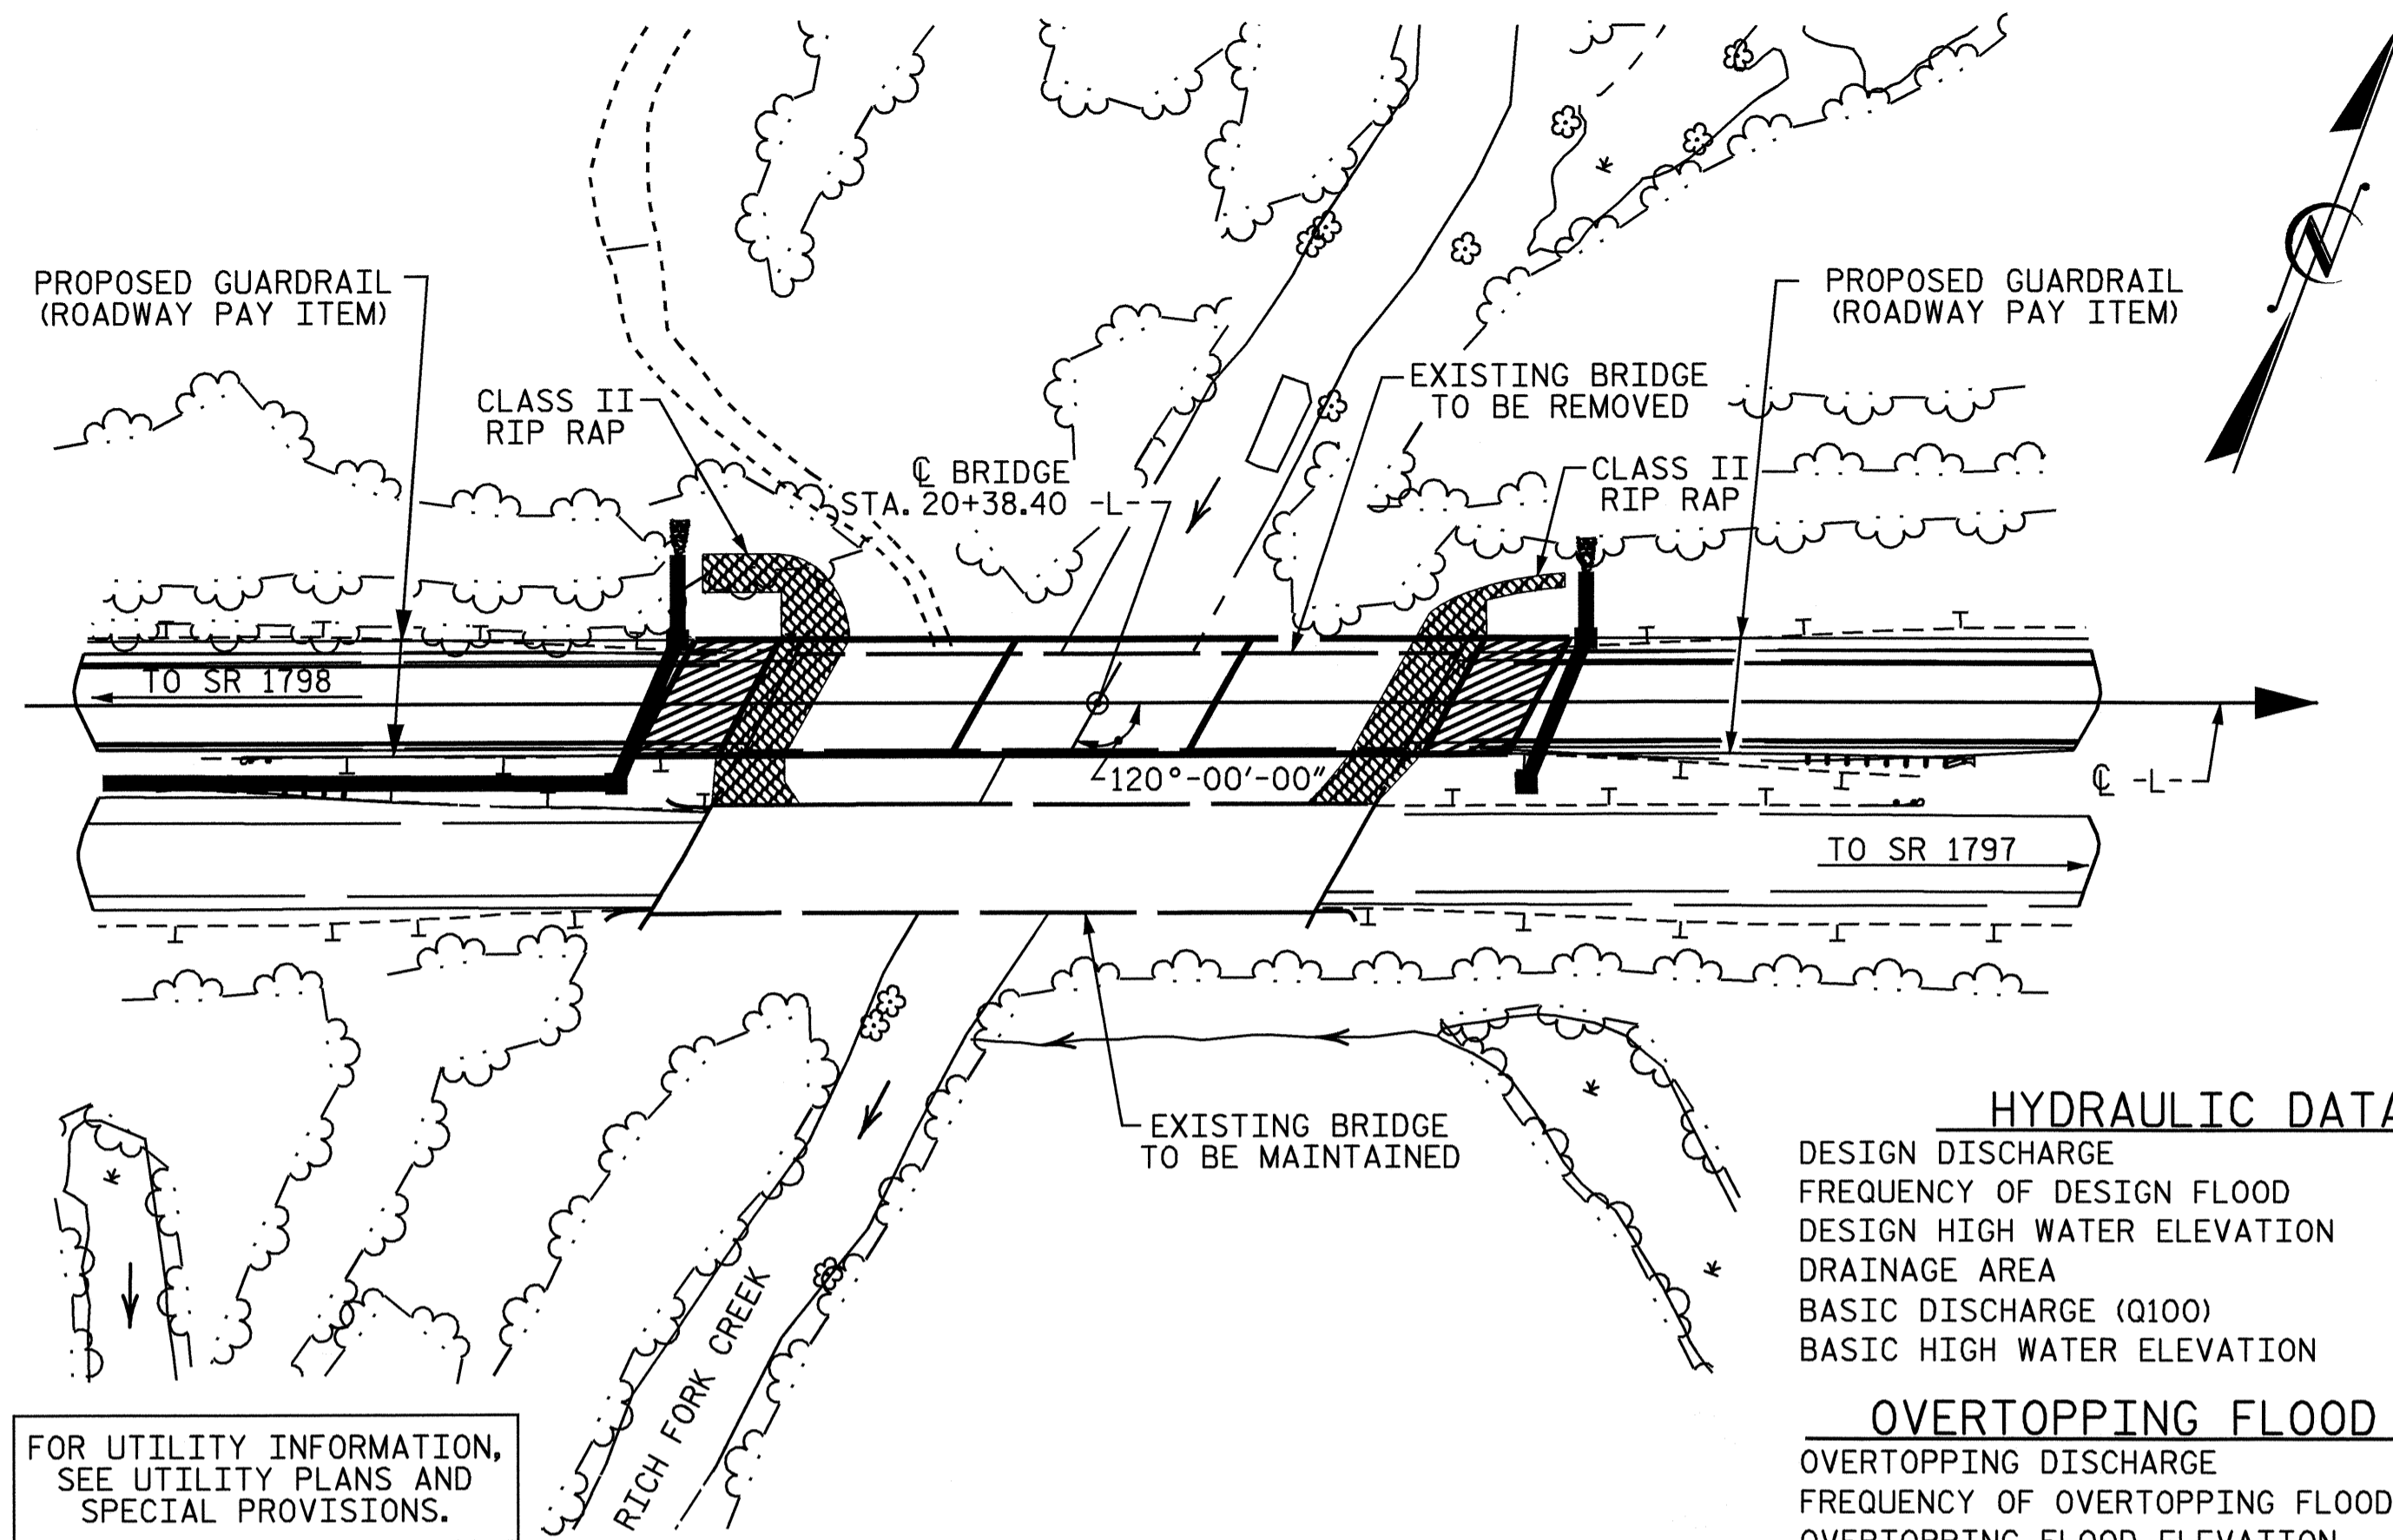 PROPOSED GUARDRAIL
(ROADWAY PAY ITEM)
CLASS II
RIP RAP
℄ BRIDGE
STA. 20+38.40 -L-
EXISTING BRIDGE
TO BE REMOVED
CLASS II
RIP RAP
PROPOSED GUARDRAIL
(ROADWAY PAY ITEM)
N
TO SR 1798
120°-00'-00"
℄ -L-
TO SR 1797
EXISTING BRIDGE
TO BE MAINTAINED
RICH FORK CREEK
FOR UTILITY INFORMATION,
SEE UTILITY PLANS AND
SPECIAL PROVISIONS.
HYDRAULIC DATA
DESIGN DISCHARGE
FREQUENCY OF DESIGN FLOOD
DESIGN HIGH WATER ELEVATION
DRAINAGE AREA
BASIC DISCHARGE (Q100)
BASIC HIGH WATER ELEVATION
OVERTOPPING FLOOD
OVERTOPPING DISCHARGE
FREQUENCY OF OVERTOPPING FLOOD
OVERTOPPING FLOOD ELEVATION